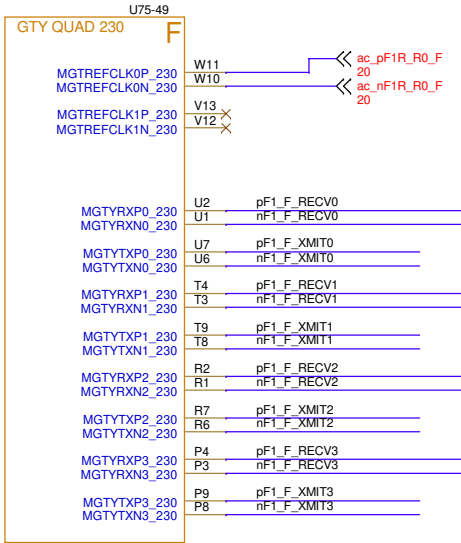 U75-49
GTY QUAD 230
F
MGTREFCLK0P_230 W11 ac_pF1R_R0_F
20
MGTREFCLK0N_230 W10 ac_nF1R_R0_F
20
MGTREFCLK1P_230 V13
MGTREFCLK1N_230 V12
MGTYRXP0_230 U2 pF1_F_RECV0
MGTYRXN0_230 U1 nF1_F_RECV0
MGTYTXP0_230 U7 pF1_F_XMIT0
MGTYTXN0_230 U6 nF1_F_XMIT0
MGTYRXP1_230 T4 pF1_F_RECV1
MGTYRXN1_230 T3 nF1_F_RECV1
MGTYTXP1_230 T9 pF1_F_XMIT1
MGTYTXN1_230 T8 nF1_F_XMIT1
MGTYRXP2_230 R2 pF1_F_RECV2
MGTYRXN2_230 R1 nF1_F_RECV2
MGTYTXP2_230 R7 pF1_F_XMIT2
MGTYTXN2_230 R6 nF1_F_XMIT2
MGTYRXP3_230 P4 pF1_F_RECV3
MGTYRXN3_230 P3 nF1_F_RECV3
MGTYTXP3_230 P9 pF1_F_XMIT3
MGTYTXN3_230 P8 nF1_F_XMIT3